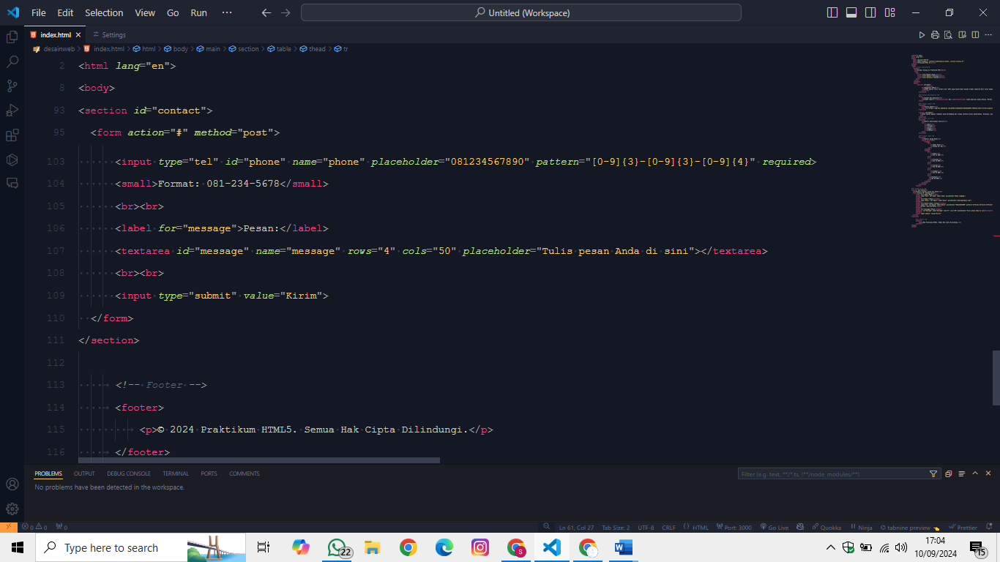 File Edit Selection View Go Run ··· Untitled (Workspace)
index.html Settings
desainweb > index.html > html > body > main > section > table > thead > tr
2 <html lang="en">
8 <body>
93 <section id="contact">
95 <form action="#" method="post">
103 <input type="tel" id="phone" name="phone" placeholder="081234567890" pattern="[0-9]{3}-[0-9]{3}-[0-9]{4}" required>
104 <small>Format: 081-234-5678</small>
105 <br><br>
106 <label for="message">Pesan:</label>
107 <textarea id="message" name="message" rows="4" cols="50" placeholder="Tulis pesan Anda di sini"></textarea>
108 <br><br>
109 <input type="submit" value="Kirim">
110 </form>
111 </section>
112
113 <!-- Footer -->
114 <footer>
115 <p>© 2024 Praktikum HTML5. Semua Hak Cipta Dilindungi.</p>
116 </footer>
PROBLEMS OUTPUT DEBUG CONSOLE TERMINAL PORTS COMMENTS Filter (e.g. text, **/*.ts, !**/node_modules/**)
No problems have been detected in the workspace.
0 0 0 Ln 61, Col 27 Tab Size: 2 UTF-8 CRLF {} HTML Port: 3000 Go Live Quokka Ninja tabnine preview Prettier
Type here to search 22 S 17:04
10/09/2024 15